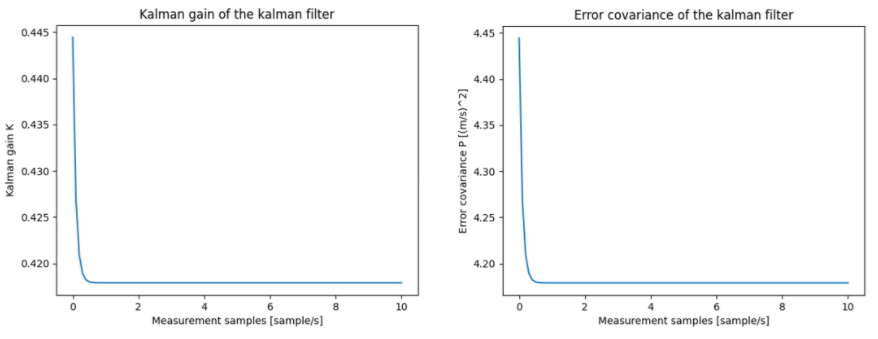 Kalman gain of the kalman filter
0.445
0.440
0.435
0.430
0.425
0.420
Kalman gain K
0 2 4 6 8 10
Measurement samples [sample/s]
Error covariance of the kalman filter
4.45
4.40
4.35
4.30
4.25
4.20
Error covariance P [(m/s)^2]
0 2 4 6 8 10
Measurement samples [sample/s]